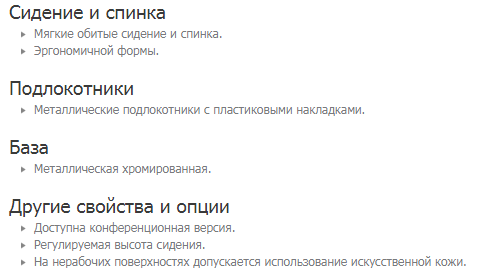 Сидение и спинка
Мягкие обитые сидение и спинка.
Эргономичной формы.
Подлокотники
Металлические подлокотники с пластиковыми накладками.
База
Металлическая хромированная.
Другие свойства и опции
Доступна конференционная версия.
Регулируемая высота сидения.
На нерабочих поверхностях допускается использование искусственной кожи.